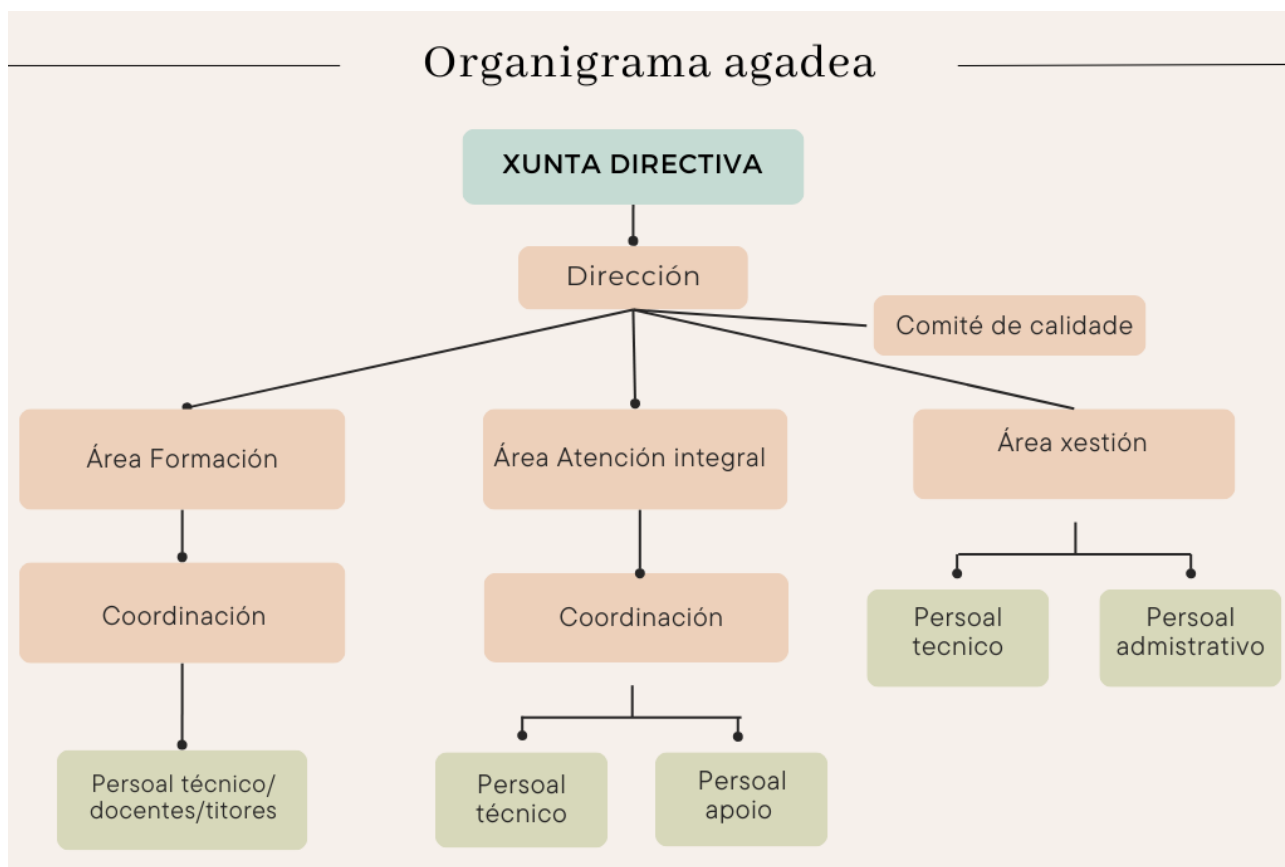 Organigrama agadea
XUNTA DIRECTIVA
Dirección
Comité de calidade
Área Formación
Área Atención integral
Área xestión
Coordinación
Coordinación
Persoal
tecnico
Persoal
admistrativo
Persoal técnico/
docentes/titores
Persoal
técnico
Persoal
apoio